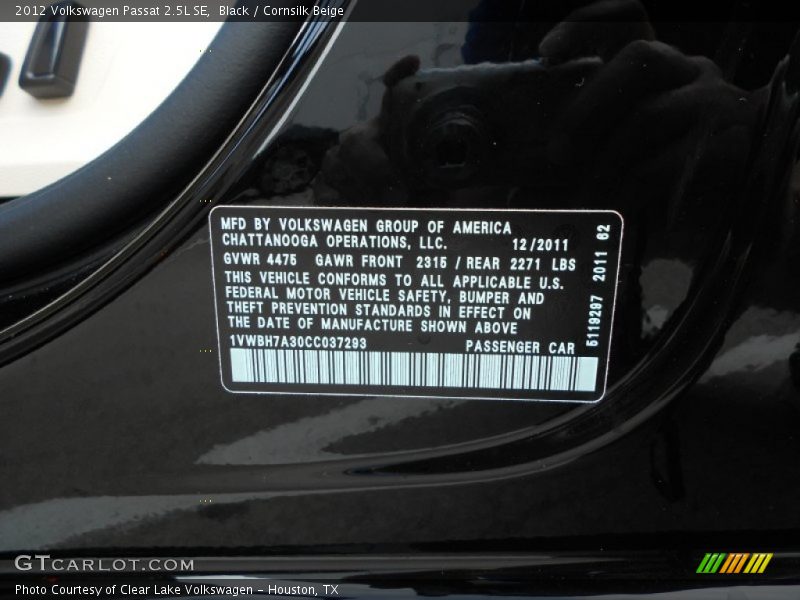 2012 Volkswagen Passat 2.5L SE,  Black / Cornsilk Beige
MFD BY VOLKSWAGEN GROUP OF AMERICA
CHATTANOOGA OPERATIONS, LLC. 12/2011
GVWR 4475 GAWR FRONT 2315 / REAR 2271 LBS
THIS VEHICLE CONFORMS TO ALL APPLICABLE U.S.
FEDERAL MOTOR VEHICLE SAFETY, BUMPER AND
THEFT PREVENTION STANDARDS IN EFFECT ON
THE DATE OF MANUFACTURE SHOWN ABOVE
1VWBH7A30CC037293 PASSENGER CAR
5119297 2011 62
GTCARLOT.COM
Photo Courtesy of Clear Lake Volkswagen - Houston, TX